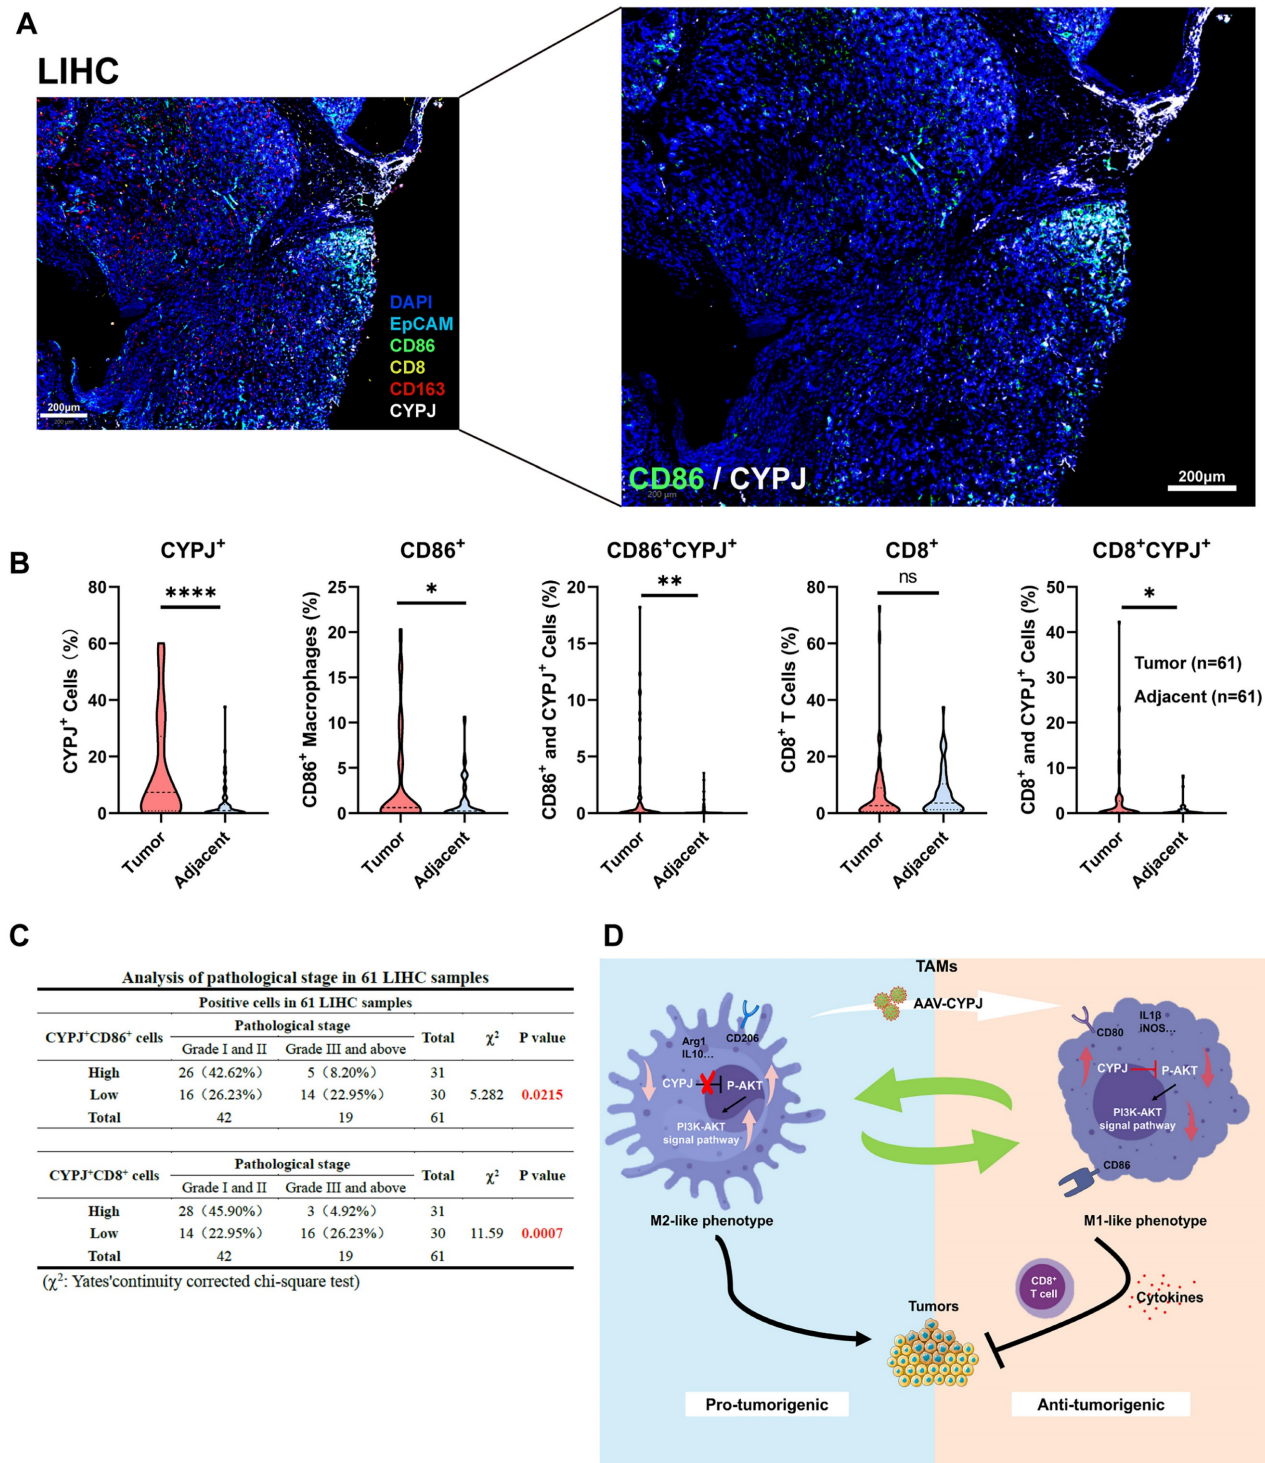 A
LIHC
DAPI
EpCAM
CD86
CD8
CD163
CYPJ
200μm
200 μm
CD86 / CYPJ
200 μm
200μm
B
CYPJ⁺
CYPJ⁺ Cells (%)
80
60
40
20
0
****
Tumor
Adjacent
CD86⁺
CD86⁺ Macrophages (%)
25
20
15
10
5
0
*
Tumor
Adjacent
CD86⁺CYPJ⁺
CD86⁺ and CYPJ⁺ Cells (%)
20
15
10
5
0
**
Tumor
Adjacent
CD8⁺
CD8⁺ T Cells (%)
80
60
40
20
0
ns
Tumor
Adjacent
CD8⁺CYPJ⁺
CD8⁺ and CYPJ⁺ Cells (%)
50
40
30
20
10
0
*
Tumor (n=61)
Adjacent (n=61)
Tumor
Adjacent
C
Analysis of pathological stage in 61 LIHC samples
Positive cells in 61 LIHC samples
CYPJ⁺CD86⁺ cells Pathological stage Total χ² P value
Grade I and II Grade III and above
High 26（42.62%） 5（8.20%） 31
Low 16（26.23%） 14（22.95%） 30 5.282 0.0215
Total 42 19 61
CYPJ⁺CD8⁺ cells Pathological stage Total χ² P value
Grade I and II Grade III and above
High 28（45.90%） 3（4.92%） 31
Low 14（22.95%） 16（26.23%） 30 11.59 0.0007
Total 42 19 61
(χ²: Yates'continuity corrected chi-square test)
D
TAMs
AAV-CYPJ
CD206
Arg1
IL10...
CYPJ
P-AKT
PI3K-AKT
signal pathway
M2-like phenotype
CD80
IL1β
iNOS...
CYPJ
P-AKT
PI3K-AKT
signal pathway
CD86
M1-like phenotype
CD8⁺
T cell
Cytokines
Tumors
Pro-tumorigenic
Anti-tumorigenic